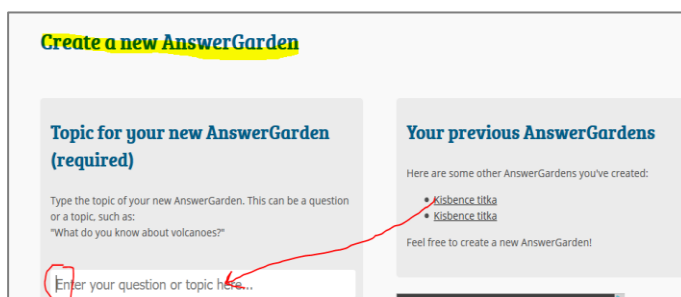 Create a new AnswerGarden
Topic for your new AnswerGarden
(required)
Type the topic of your new AnswerGarden. This can be a question
or a topic, such as:
"What do you know about volcanoes?"
Enter your question or topic here...
Your previous AnswerGardens
Here are some other AnswerGardens you've created:
Kisbence titka
Kisbence titka
Feel free to create a new AnswerGarden!